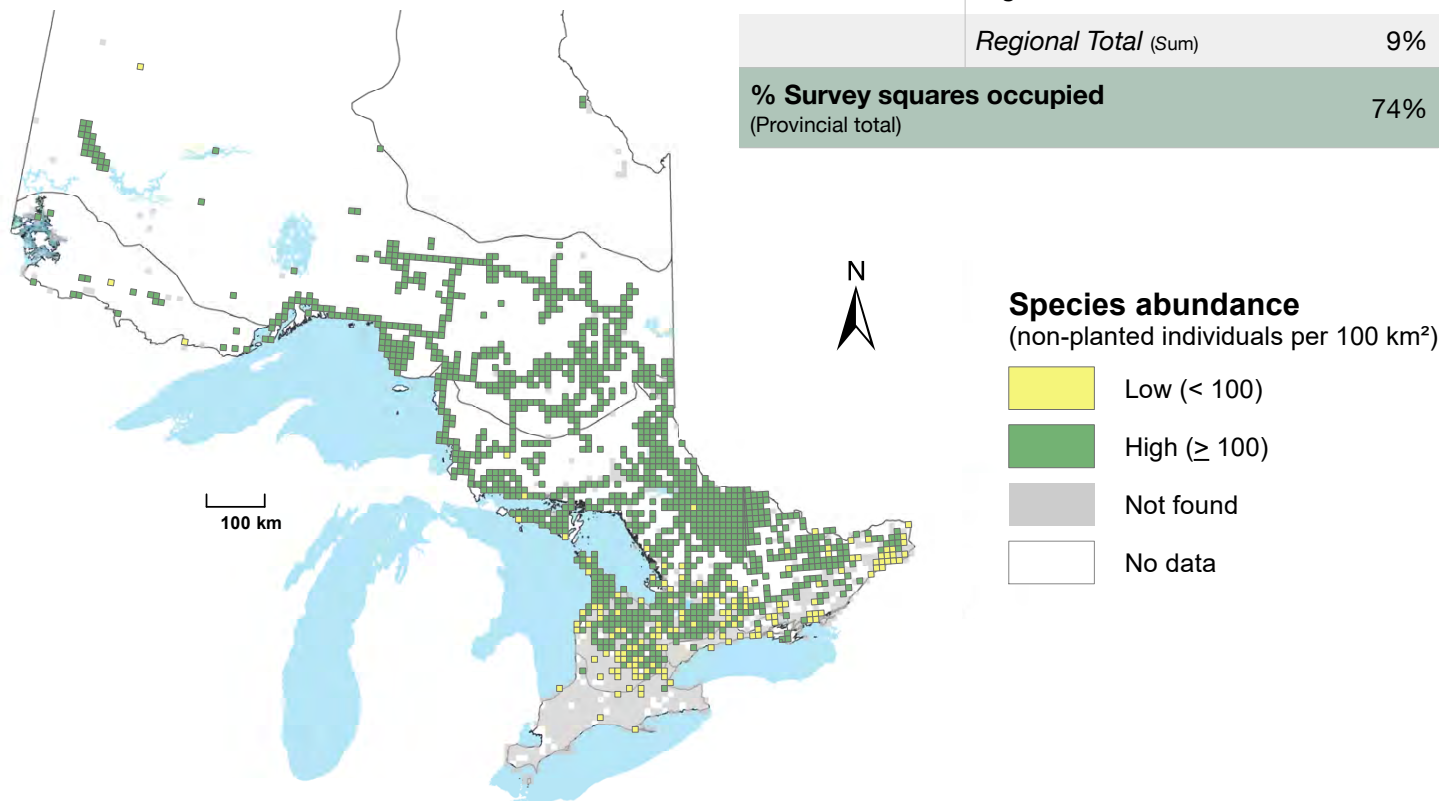 Regional Total (Sum) 9%
% Survey squares occupied 74%
(Provincial total)
N
Species abundance
(non-planted individuals per 100 km²)
Low (< 100)
High (≥ 100)
Not found
No data
100 km